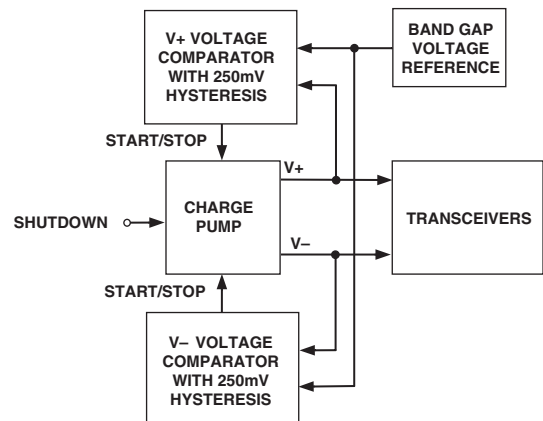 V+ VOLTAGE
COMPARATOR
WITH 250mV
HYSTERESIS
BAND GAP
VOLTAGE
REFERENCE
START/STOP
V+
SHUTDOWN
CHARGE
PUMP
TRANSCEIVERS
V–
START/STOP
V– VOLTAGE
COMPARATOR
WITH 250mV
HYSTERESIS